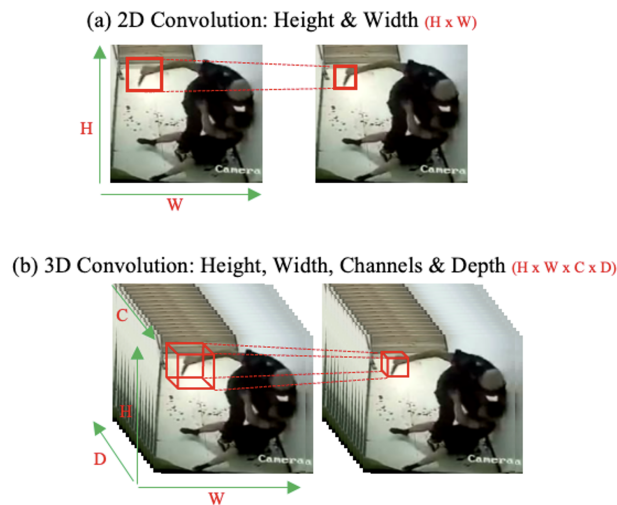 (a) 2D Convolution: Height & Width (H x W)
H
Camera
Camera
W
(b) 3D Convolution: Height, Width, Channels & Depth (H x W x C x D)
C
H
D
Cameraa
Cameraa
W